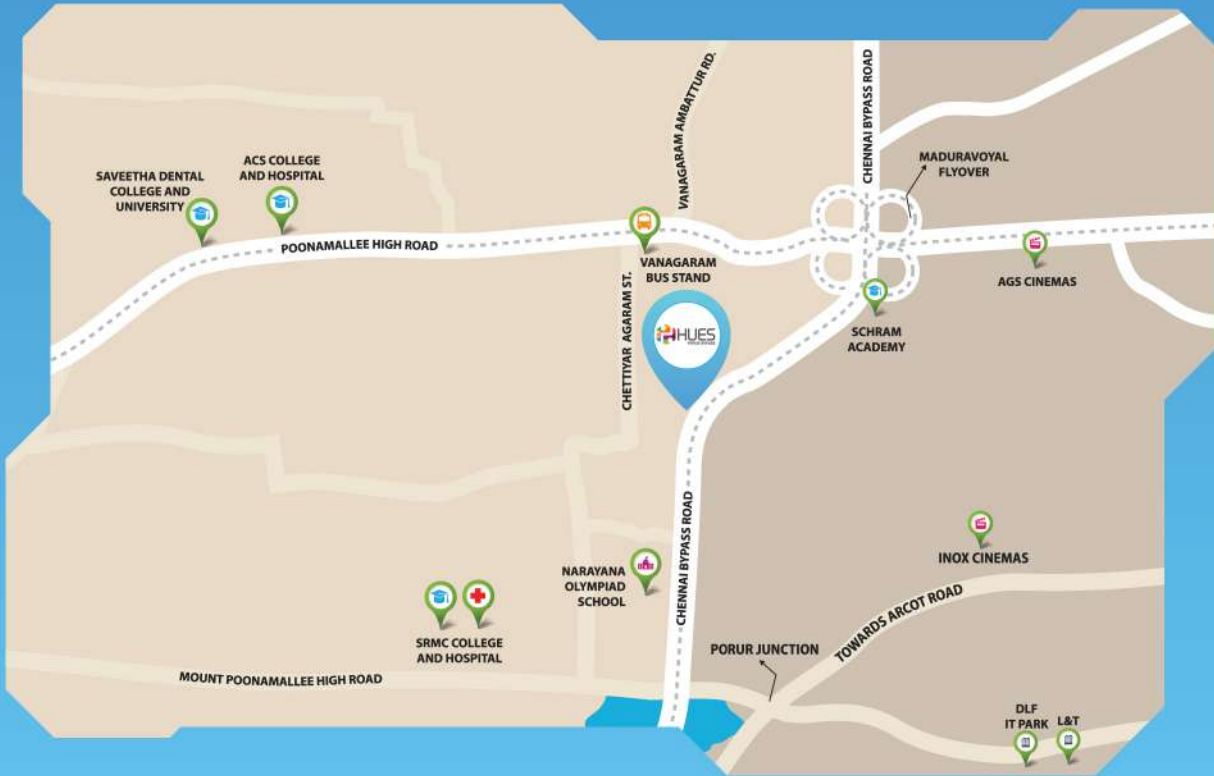 VANAGARAM AMBATTUR RD.
CHENNAI BYPASS ROAD
MADURAVOYAL
FLYOVER
SAVEETHA DENTAL
COLLEGE AND
UNIVERSITY
ACS COLLEGE
AND HOSPITAL
POONAMALLEE HIGH ROAD
VANAGARAM
BUS STAND
AGS CINEMAS
CHETTIYAR AGARAM ST.
HUES
SCHRAM
ACADEMY
CHENNAI BYPASS ROAD
INOX CINEMAS
NARAYANA
OLYMPIAD
SCHOOL
TOWARDS ARCOT ROAD
SRMC COLLEGE
AND HOSPITAL
PORUR JUNCTION
MOUNT POONAMALLEE HIGH ROAD
DLF
IT PARK
L&T